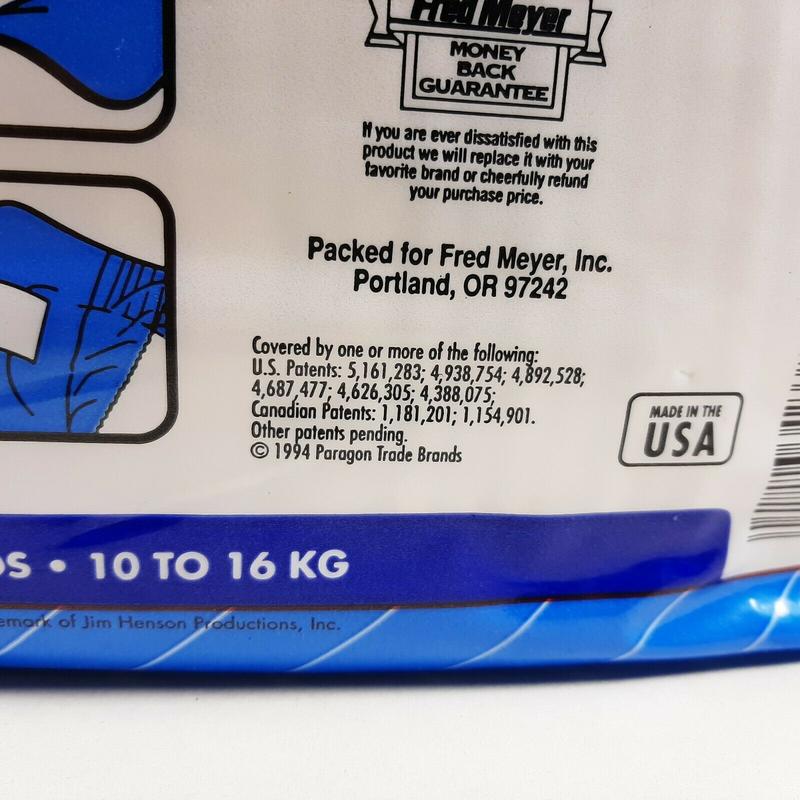 Fred Meyer
MONEY
BACK
GUARANTEE
If you are ever dissatisfied with this
product we will replace it with your
favorite brand or cheerfully refund
your purchase price.
Packed for Fred Meyer, Inc.
Portland, OR 97242
Covered by one or more of the following:
U.S. Patents: 5,161,283; 4,938,754; 4,892,528;
4,687,477; 4,626,305; 4,388,075;
Canadian Patents: 1,181,201; 1,154,901.
Other patents pending.
© 1994 Paragon Trade Brands
MADE IN THE
USA
• 10 TO 16 KG
of Jim Henson Productions, Inc.